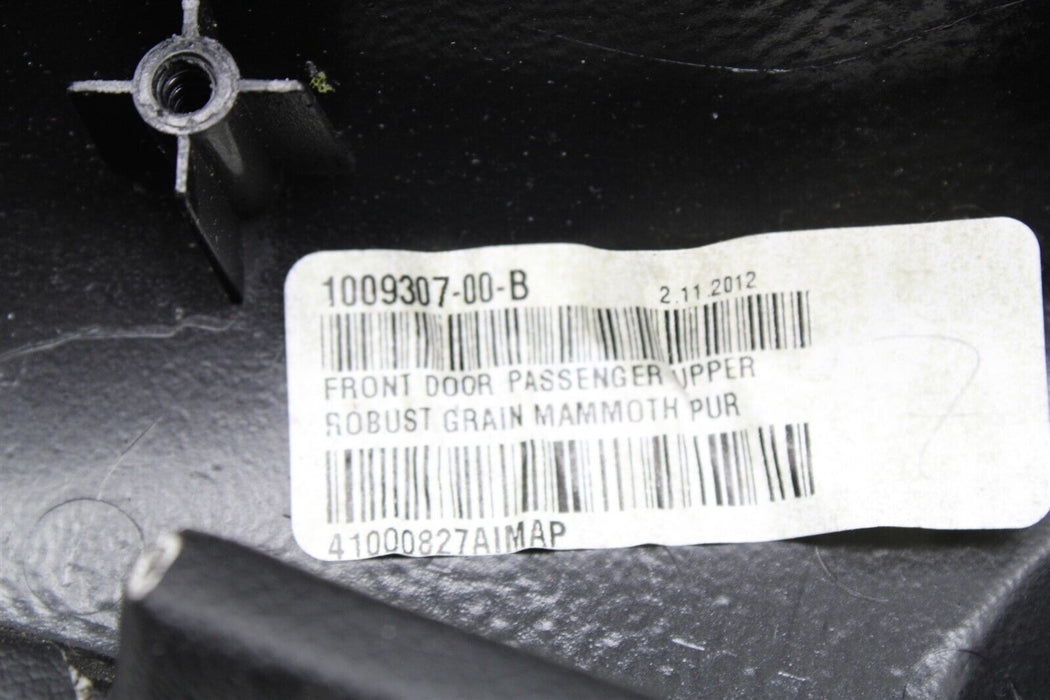 1009307-00-B 2.11.2012
FRONT DOOR PASSENGER UPPER
ROBUST GRAIN MAMMOTH PUR
41000827AIMAP